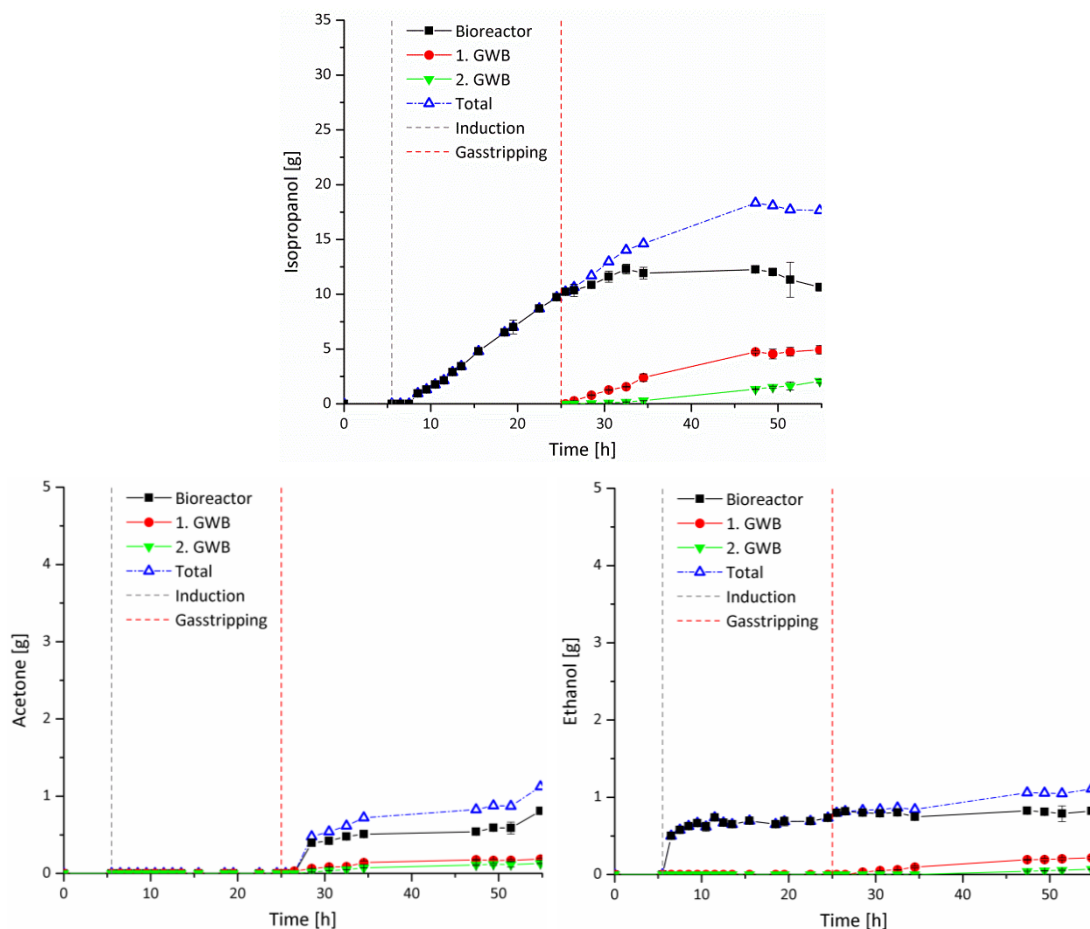 35
30
25
20
15
10
5
0
Isopropanol [g]
Bioreactor
1. GWB
2. GWB
Total
Induction
Gasstripping
0 10 20 30 40 50
Time [h]
5
4
3
2
1
0
Acetone [g]
Bioreactor
1. GWB
2. GWB
Total
Induction
Gasstripping
0 10 20 30 40 50
Time [h]
5
4
3
2
1
0
Ethanol [g]
Bioreactor
1. GWB
2. GWB
Total
Induction
Gasstripping
0 10 20 30 40 50
Time [h]